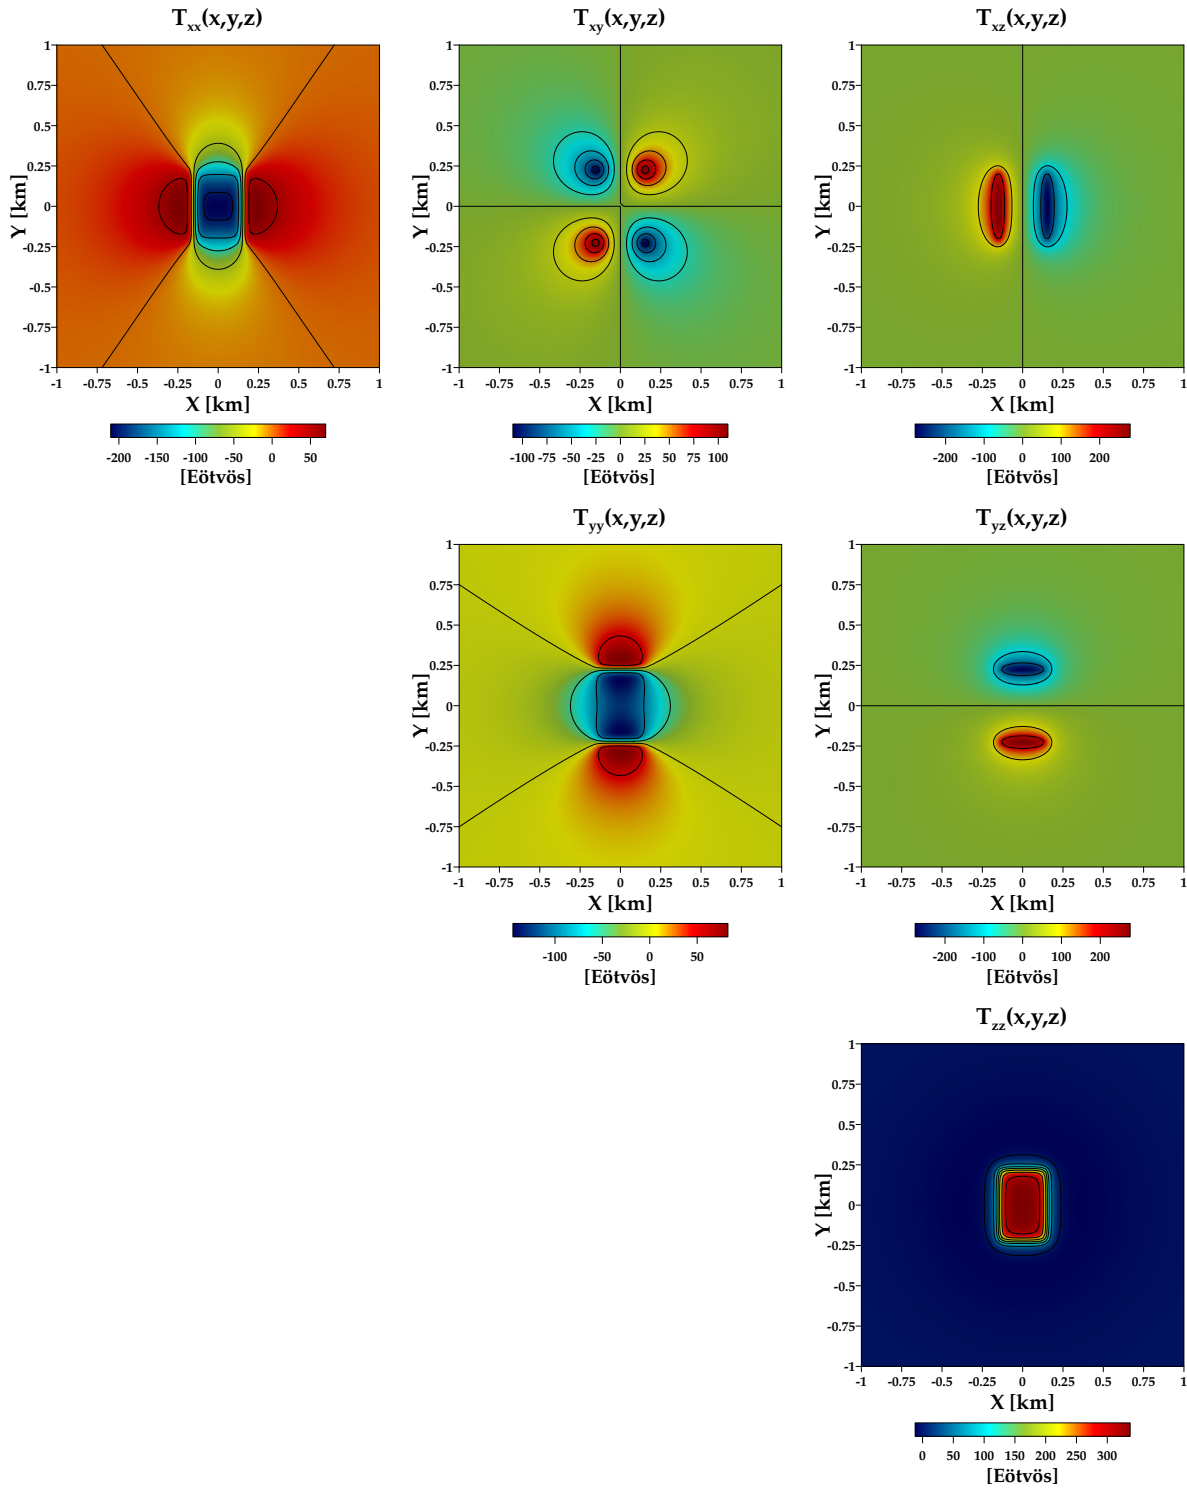 T_xx(x,y,z) T_xy(x,y,z) T_xz(x,y,z)
1 1 1
0.75 0.75 0.75
0.5 0.5 0.5
0.25 0.25 0.25
Y [km] 0 Y [km] 0 Y [km] 0
-0.25 -0.25 -0.25
-0.5 -0.5 -0.5
-0.75 -0.75 -0.75
-1 -1 -1
-1 -0.75 -0.5 -0.25 0 0.25 0.5 0.75 1 -1 -0.75 -0.5 -0.25 0 0.25 0.5 0.75 1 -1 -0.75 -0.5 -0.25 0 0.25 0.5 0.75 1
X [km] X [km] X [km]
-200 -150 -100 -50 0 50 -100 -75 -50 -25 0 25 50 75 100 -200 -100 0 100 200
[Eötvös] [Eötvös] [Eötvös]
T_yy(x,y,z) T_yz(x,y,z)
1 1
0.75 0.75
0.5 0.5
0.25 0.25
Y [km] 0 Y [km] 0
-0.25 -0.25
-0.5 -0.5
-0.75 -0.75
-1 -1
-1 -0.75 -0.5 -0.25 0 0.25 0.5 0.75 1 -1 -0.75 -0.5 -0.25 0 0.25 0.5 0.75 1
X [km] X [km]
-100 -50 0 50 -200 -100 0 100 200
[Eötvös] [Eötvös]
T_zz(x,y,z)
1
0.75
0.5
0.25
Y [km] 0
-0.25
-0.5
-0.75
-1
-1 -0.75 -0.5 -0.25 0 0.25 0.5 0.75 1
X [km]
0 50 100 150 200 250 300
[Eötvös]